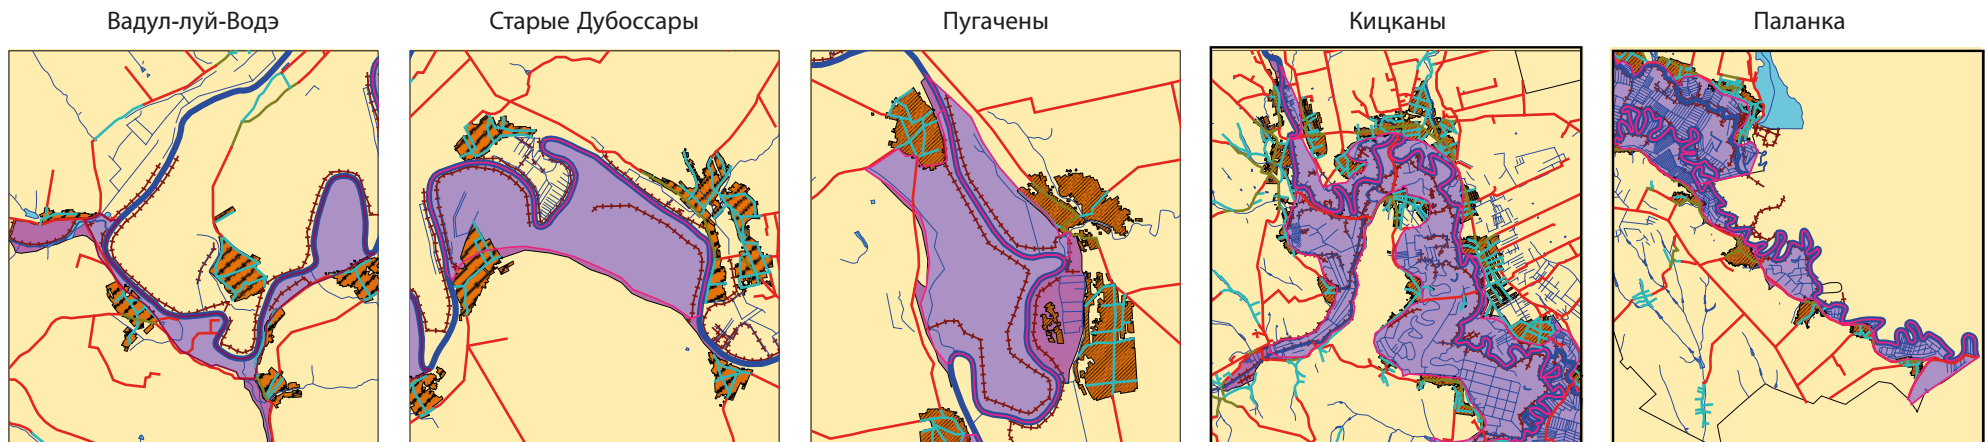 Вадул-луй-Водэ
Старые Дубоссары
Пугачены
Кицканы
Паланка